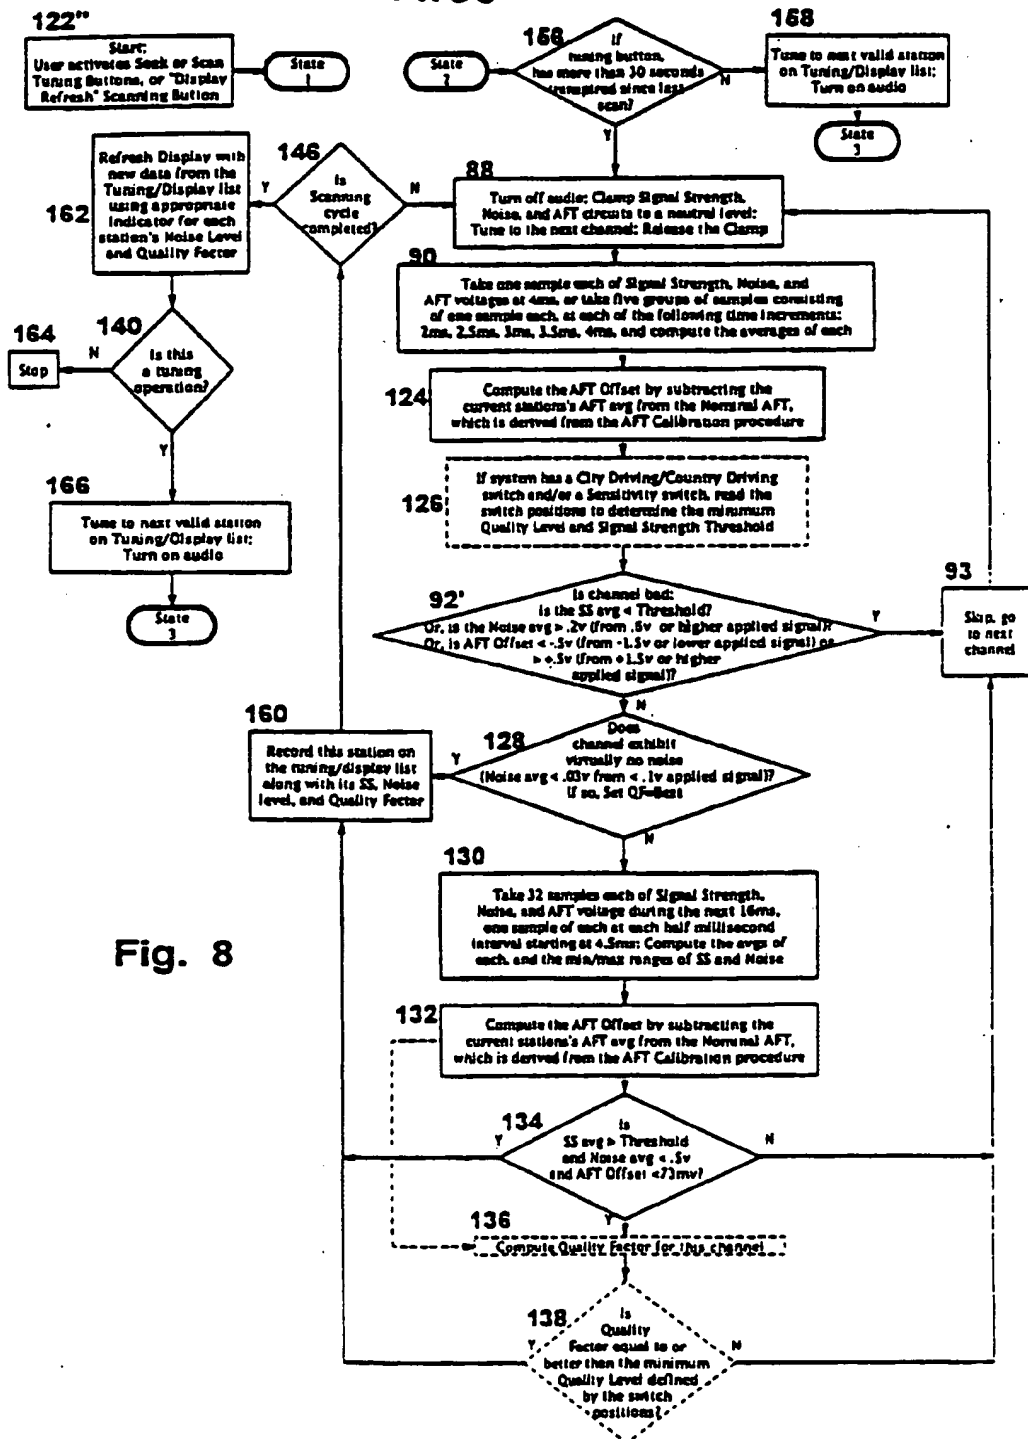 122"
Start:
User activates Seek or Scan
Tuning Buttons, or "Display
Refresh" Scanning Button
State
1
State
2
156
If
tuning button,
has more than 30 seconds
transpired since last
scan?
N
Y
158
Tune to next valid station
on Tuning/Display list;
Turn on audio
State
3
162
Refresh Display with
new data from the
Tuning/Display list
using appropriate
indicator for each
station's Noise Level
and Quality Factor
146
Is
Scanning
cycle
completed?
Y
N
88
Turn off audio; Clamp Signal Strength,
Noise, and AFT circuits to a neutral level;
Tune to the next channel; Release the Clamp
90
Take one sample each of Signal Strength, Noise, and
AFT voltages at 4ms, or take five groups of samples consisting
of one sample each, at each of the following time increments:
2ms, 2.5ms, 3ms, 3.5ms, 4ms, and compute the averages of each
164
Stop
140
Is this
a tuning
operation?
N
Y
124
Compute the AFT Offset by subtracting the
current stations's AFT avg from the Nominal AFT,
which is derived from the AFT Calibration procedure
126
If system has a City Driving/Country Driving
switch and/or a Sensitivity switch, read the
switch positions to determine the minimum
Quality Level and Signal Strength Threshold
166
Tune to next valid station
on Tuning/Display list;
Turn on audio
State
3
92'
Is channel bad:
Is the SS avg < Threshold?
Or, is the Noise avg > .2v (from .6v or higher applied signal)?
Or, is AFT Offset < -.5v (from -1.5v or lower applied signal) or
> +.5v (from +1.5v or higher
applied signal)?
Y
N
93
Skip, go
to next
channel
160
Record this station on
the tuning/display list
along with its SS, Noise
level, and Quality Factor
128
Does
channel exhibit
virtually no noise
(Noise avg < .03v from < .1v applied signal)?
If so, Set QF=Best
Y
N
130
Take 32 samples each of Signal Strength,
Noise, and AFT voltage during the next 16ms,
one sample of each at each half millisecond
interval starting at 4.5ms; Compute the avgs of
each, and the min/max ranges of SS and Noise
Fig. 8
132
Compute the AFT Offset by subtracting the
current stations's AFT avg from the Nominal AFT,
which is derived from the AFT Calibration procedure
134
Is
SS avg > Threshold
and Noise avg < .5v
and AFT Offset <73mv?
Y
N
Y
136
Compute Quality Factor for this channel
138
Is
Quality
Factor equal to or
better than the minimum
Quality Level defined
by the switch
positions?
Y
N